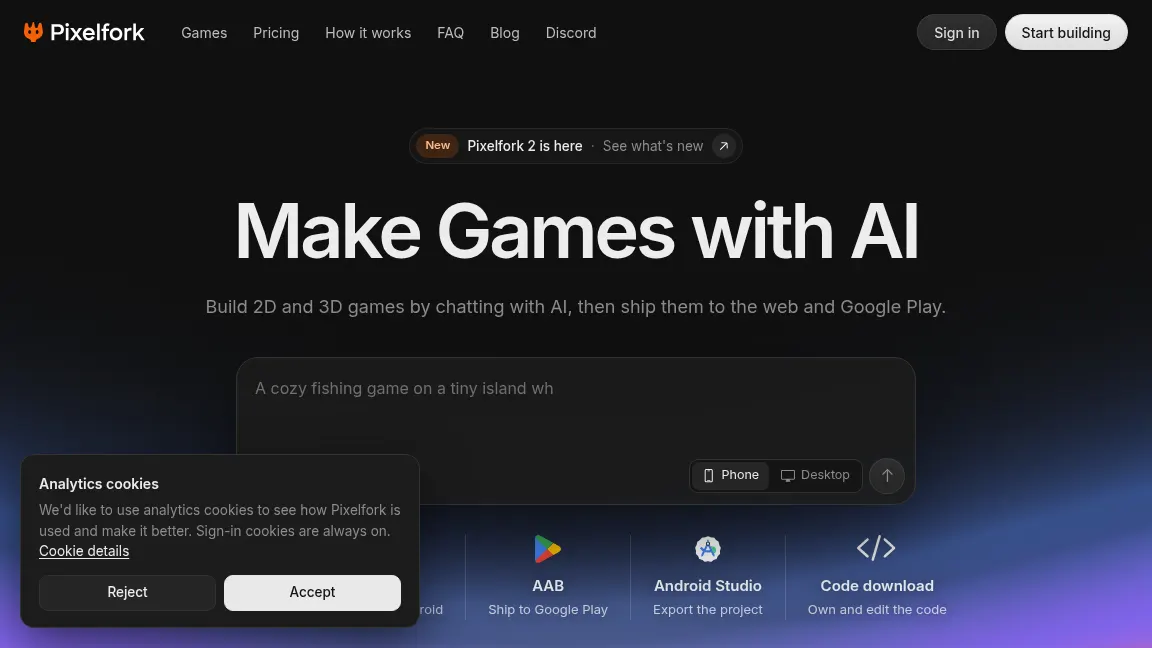 Pixelfork
Games Pricing How it works FAQ Blog Discord
Sign in Start building
New Pixelfork 2 is here · See what's new
Make Games with AI
Build 2D and 3D games by chatting with AI, then ship them to the web and Google Play.
A cozy fishing game on a tiny island wh
Phone Desktop
Analytics cookies
We'd like to use analytics cookies to see how Pixelfork is
used and make it better. Sign-in cookies are always on.
Cookie details
Reject Accept
AAB
Ship to Google Play
Android Studio
Export the project
</> Code download
Own and edit the code